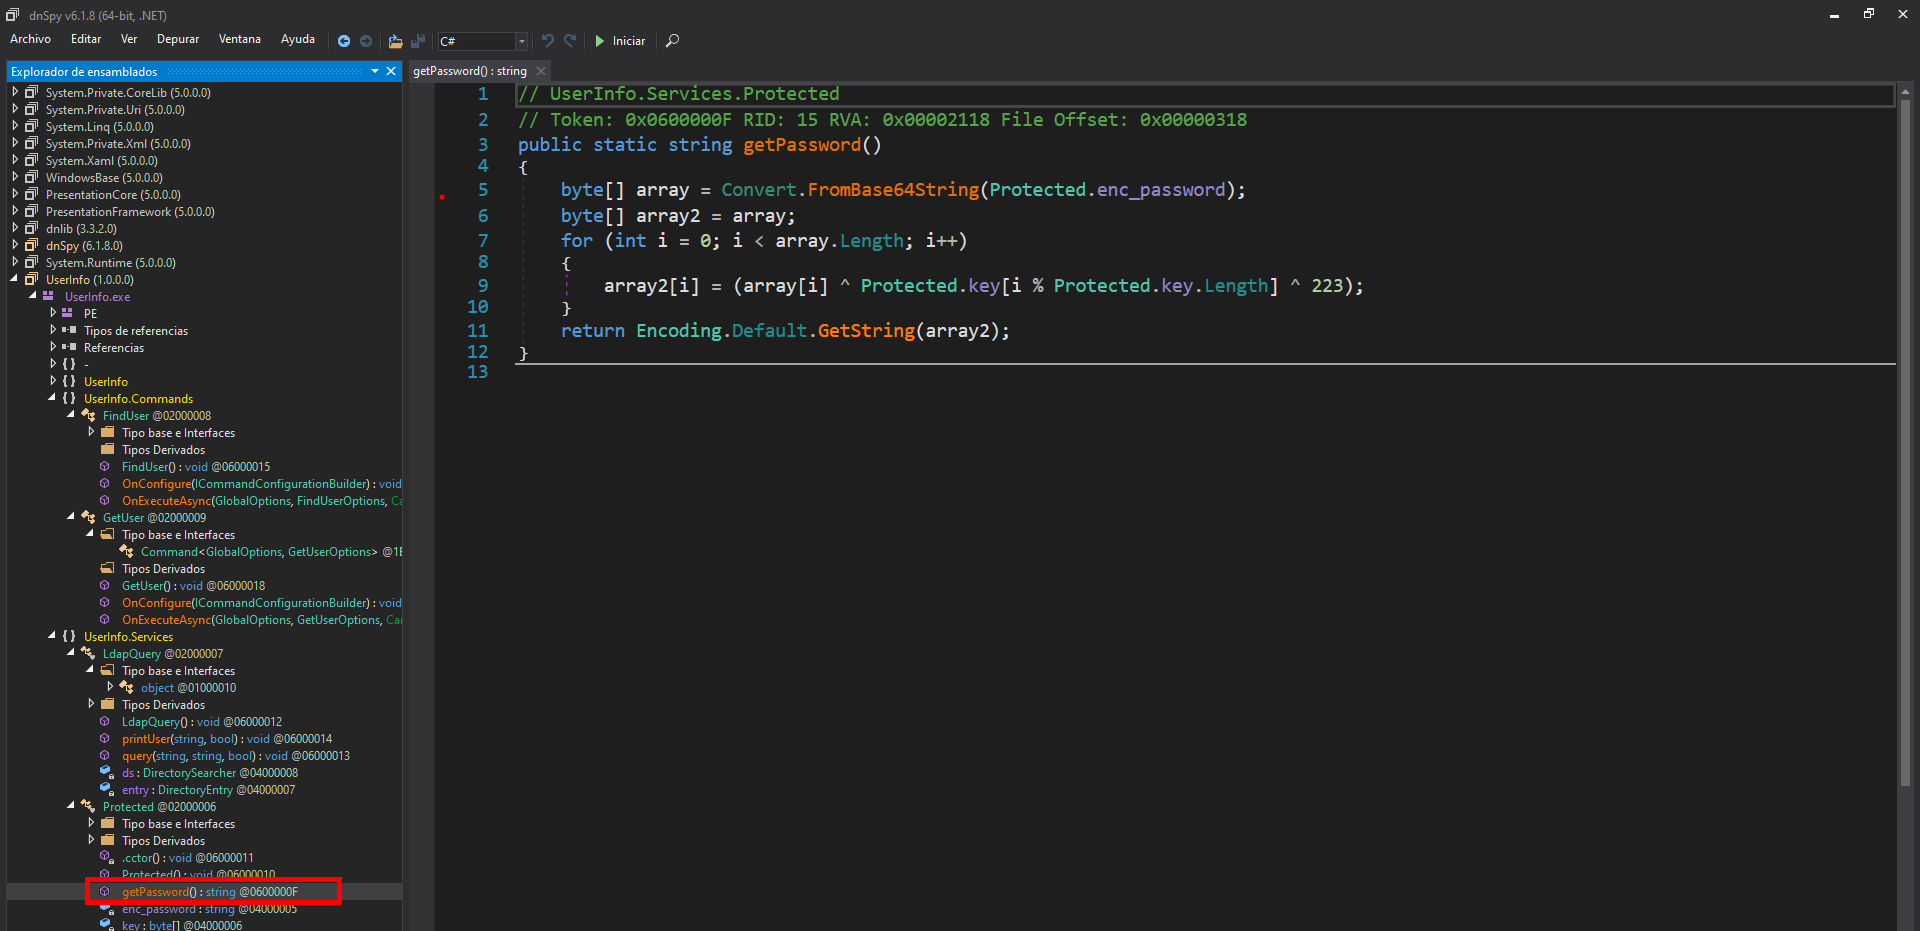 dnSpy v6.1.8 (64-bit, .NET)
Archivo Editar Ver Depurar Ventana Ayuda C# Iniciar
Explorador de ensamblados
System.Private.CoreLib (5.0.0.0)
System.Private.Uri (5.0.0.0)
System.Linq (5.0.0.0)
System.Private.Xml (5.0.0.0)
System.Xaml (5.0.0.0)
WindowsBase (5.0.0.0)
PresentationCore (5.0.0.0)
PresentationFramework (5.0.0.0)
dnlib (3.3.2.0)
dnSpy (6.1.8.0)
System.Runtime (5.0.0.0)
UserInfo (1.0.0.0)
UserInfo.exe
PE
Tipos de referencias
Referencias
{ } -
{ } UserInfo
{ } UserInfo.Commands
FindUser @02000008
Tipo base e Interfaces
Tipos Derivados
FindUser() : void @06000015
OnConfigure(ICommandConfigurationBuilder) : void
OnExecuteAsync(GlobalOptions, FindUserOptions, Ca
GetUser @02000009
Tipo base e Interfaces
Command<GlobalOptions, GetUserOptions> @1B
Tipos Derivados
GetUser() : void @06000018
OnConfigure(ICommandConfigurationBuilder) : void
OnExecuteAsync(GlobalOptions, GetUserOptions, Can
{ } UserInfo.Services
LdapQuery @02000007
Tipo base e Interfaces
object @01000010
Tipos Derivados
LdapQuery() : void @06000012
printUser(string, bool) : void @06000014
query(string, string, bool) : void @06000013
ds : DirectorySearcher @04000008
entry : DirectoryEntry @04000007
Protected @02000006
Tipo base e Interfaces
Tipos Derivados
.cctor() : void @06000011
Protected() : void @06000010
getPassword() : string @0600000F
enc_password : string @04000005
key : byte[] @04000006
getPassword() : string
1 // UserInfo.Services.Protected
2 // Token: 0x0600000F RID: 15 RVA: 0x00002118 File Offset: 0x00000318
3 public static string getPassword()
4 {
5 byte[] array = Convert.FromBase64String(Protected.enc_password);
6 byte[] array2 = array;
7 for (int i = 0; i < array.Length; i++)
8 {
9 array2[i] = (array[i] ^ Protected.key[i % Protected.key.Length] ^ 223);
10 }
11 return Encoding.Default.GetString(array2);
12 }
13